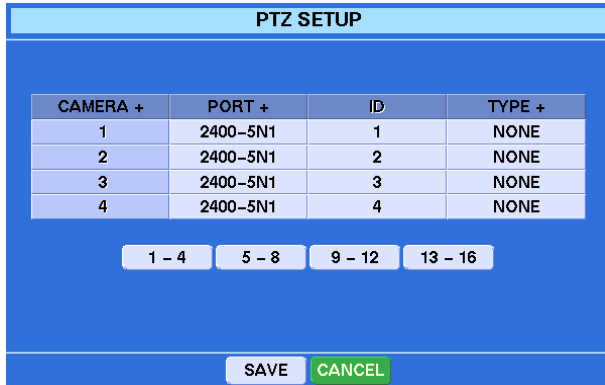 PTZ SETUP
CAMERA + PORT + ID TYPE +
1 2400-5N1 1 NONE
2 2400-5N1 2 NONE
3 2400-5N1 3 NONE
4 2400-5N1 4 NONE
1 - 4 5 - 8 9 - 12 13 - 16
SAVE CANCEL